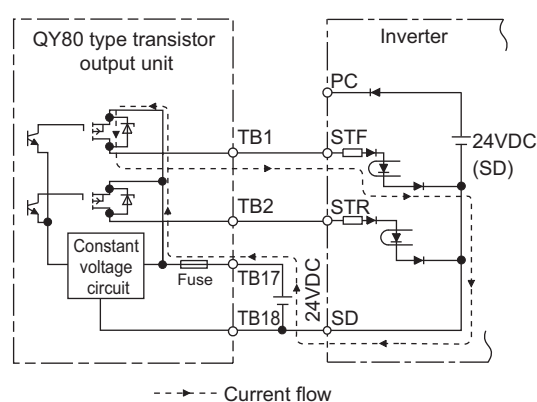 QY80 type transistor
output unit
Inverter
PC
TB1
STF
24VDC
(SD)
TB2
STR
Constant
voltage
circuit
Fuse
TB17
24VDC
TB18
SD
Current flow